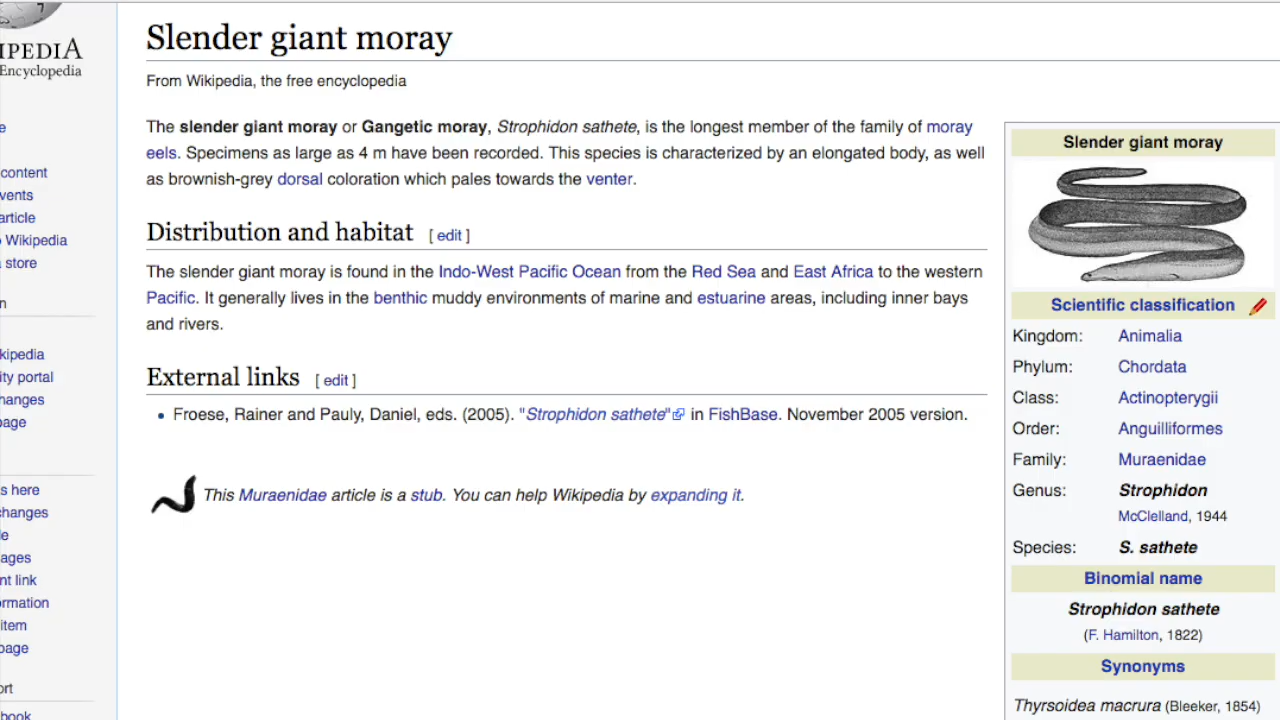 IPEDIA
Encyclopedia
content
vents
article
Wikipedia
store
n
kipedia
ity portal
hanges
page
s here
changes
le
ages
nt link
ormation
item
page
ort
book
Slender giant moray
From Wikipedia, the free encyclopedia
The slender giant moray or Gangetic moray, Strophidon sathete, is the longest member of the family of moray
eels. Specimens as large as 4 m have been recorded. This species is characterized by an elongated body, as well
as brownish-grey dorsal coloration which pales towards the venter.
Distribution and habitat [ edit ]
The slender giant moray is found in the Indo-West Pacific Ocean from the Red Sea and East Africa to the western
Pacific. It generally lives in the benthic muddy environments of marine and estuarine areas, including inner bays
and rivers.
External links [ edit ]
• Froese, Rainer and Pauly, Daniel, eds. (2005). "Strophidon sathete" in FishBase. November 2005 version.
This Muraenidae article is a stub. You can help Wikipedia by expanding it.
Slender giant moray
Scientific classification
Kingdom: Animalia
Phylum: Chordata
Class: Actinopterygii
Order: Anguilliformes
Family: Muraenidae
Genus: Strophidon
McClelland, 1944
Species: S. sathete
Binomial name
Strophidon sathete
(F. Hamilton, 1822)
Synonyms
Thyrsoidea macrura (Bleeker, 1854)